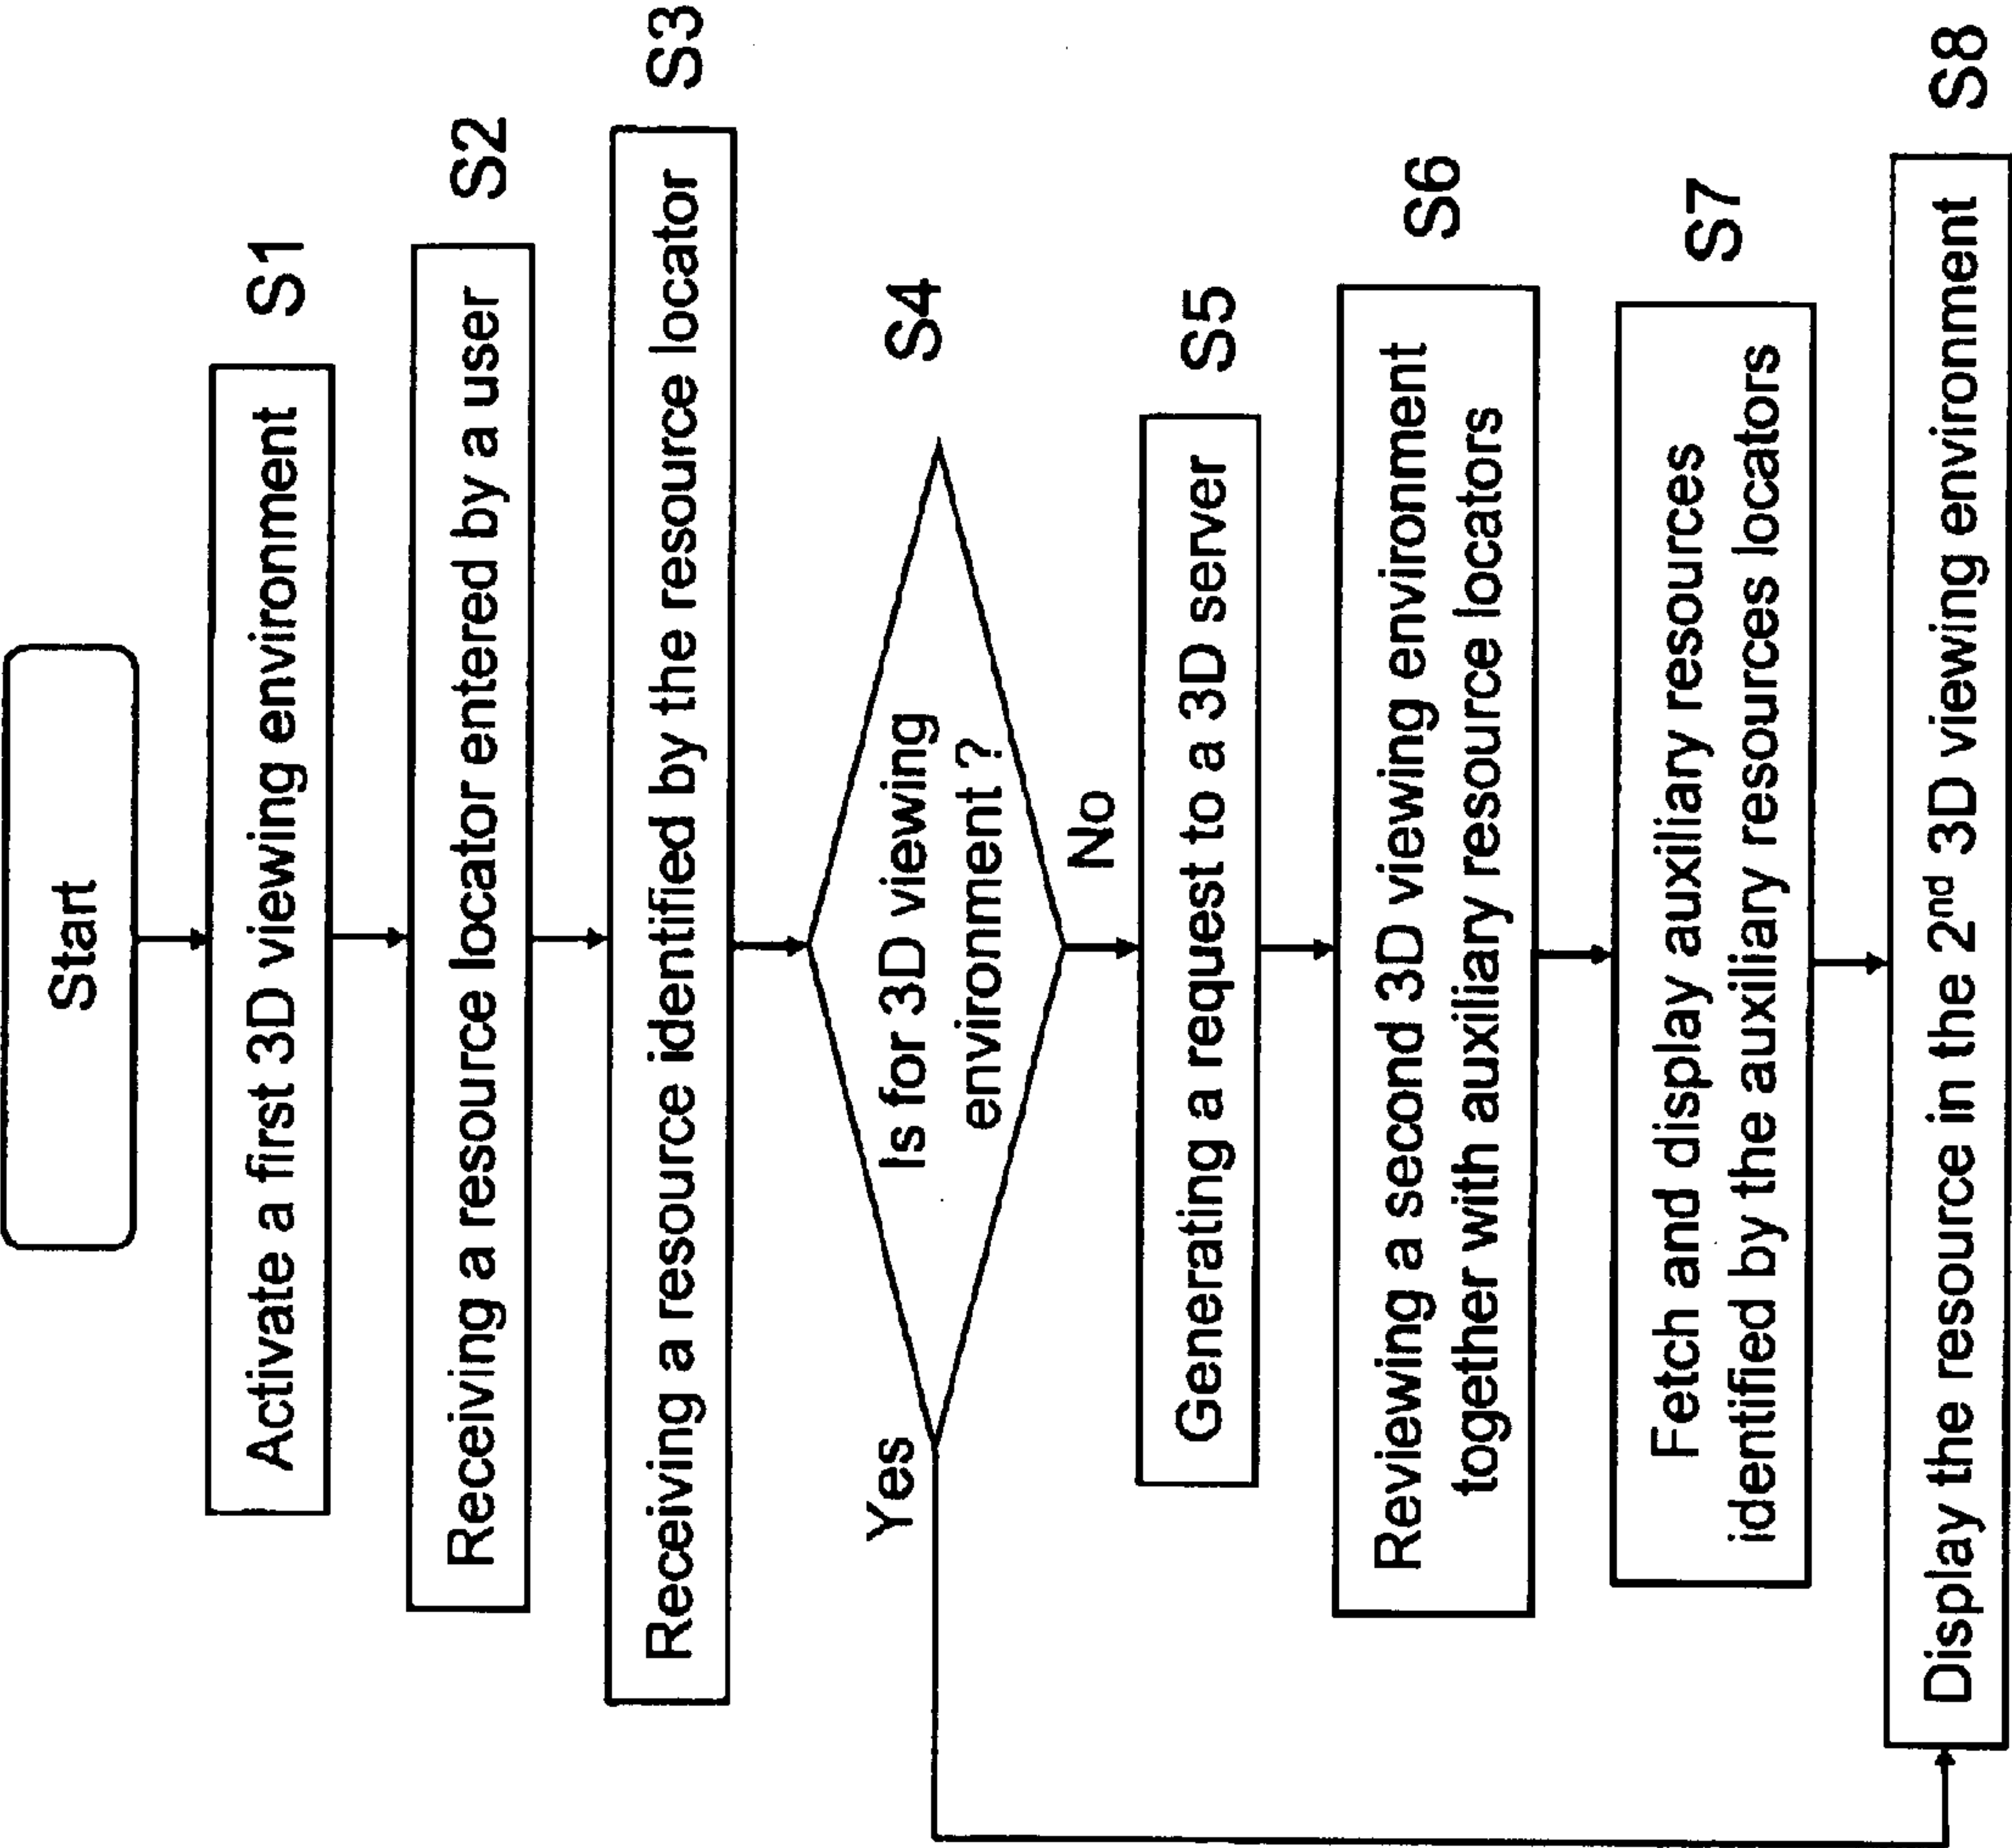 Start
Activate a first 3D viewing environment
S1
Receiving a resource locator entered by a user
S2
Receiving a resource identified by the resource locator
S3
Is for 3D viewing
environment ?
S4
Yes
No
Generating a request to a 3D server
S5
Reviewing a second 3D viewing environment
together with auxiliary resource locators
S6
Fetch and display auxiliary resources
identified by the auxiliary resources locators
S7
Display the resource in the 2nd 3D viewing environment
S8